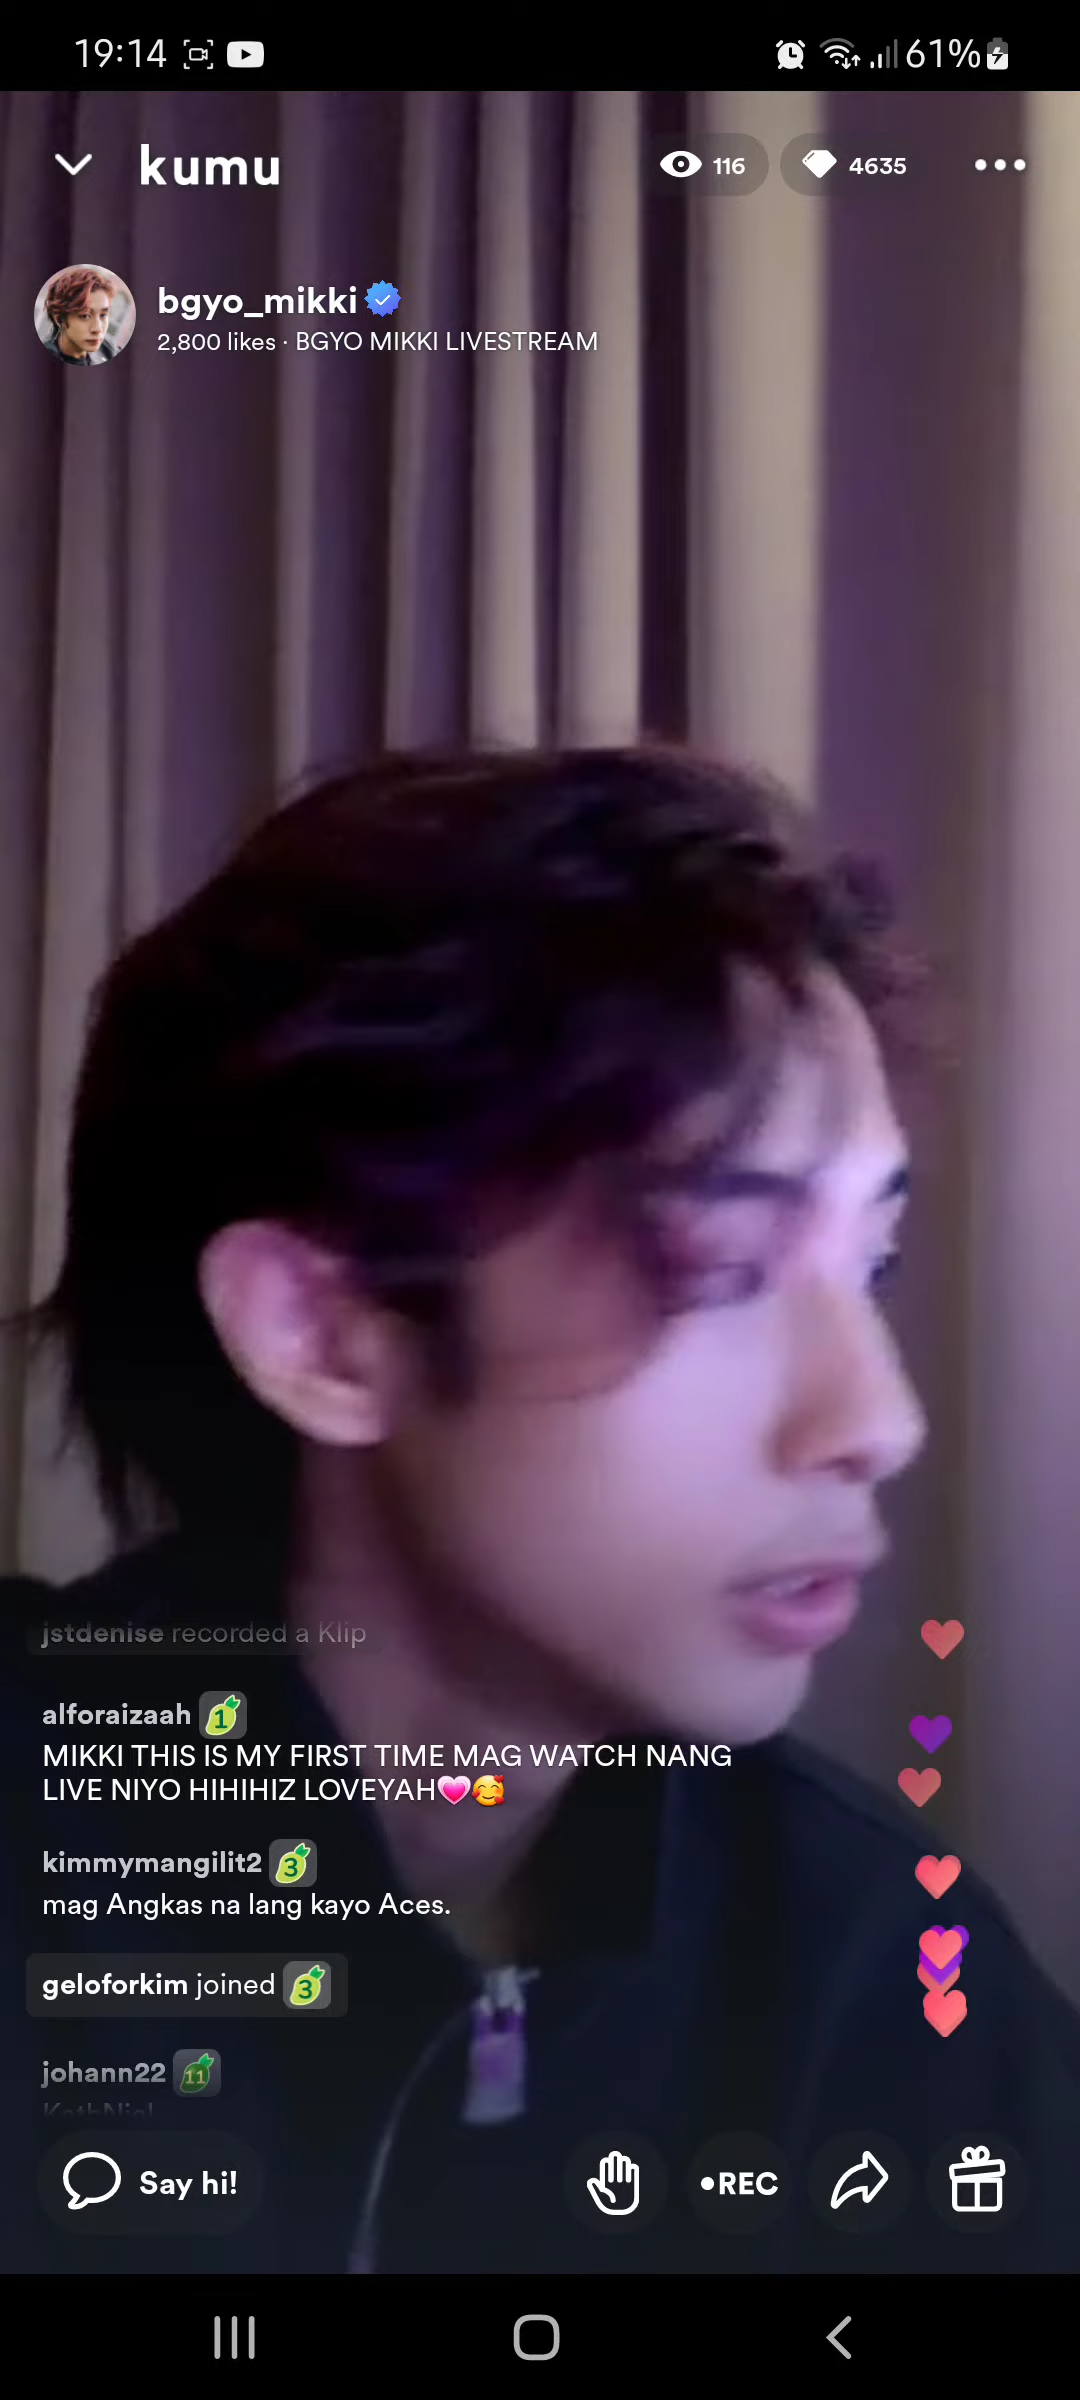 19:14
61%
kumu
116
4635
bgyo_mikki
2,800 likes · BGYO MIKKI LIVESTREAM
jstdenise recorded a Klip
alforaizaah 1
MIKKI THIS IS MY FIRST TIME MAG WATCH NANG
LIVE NIYO HIHIHIZ LOVEYAH💗🥰
kimmymangilit2 3
mag Angkas na lang kayo Aces.
geloforkim joined 3
johann22 11
KathNiel
Say hi!
•REC